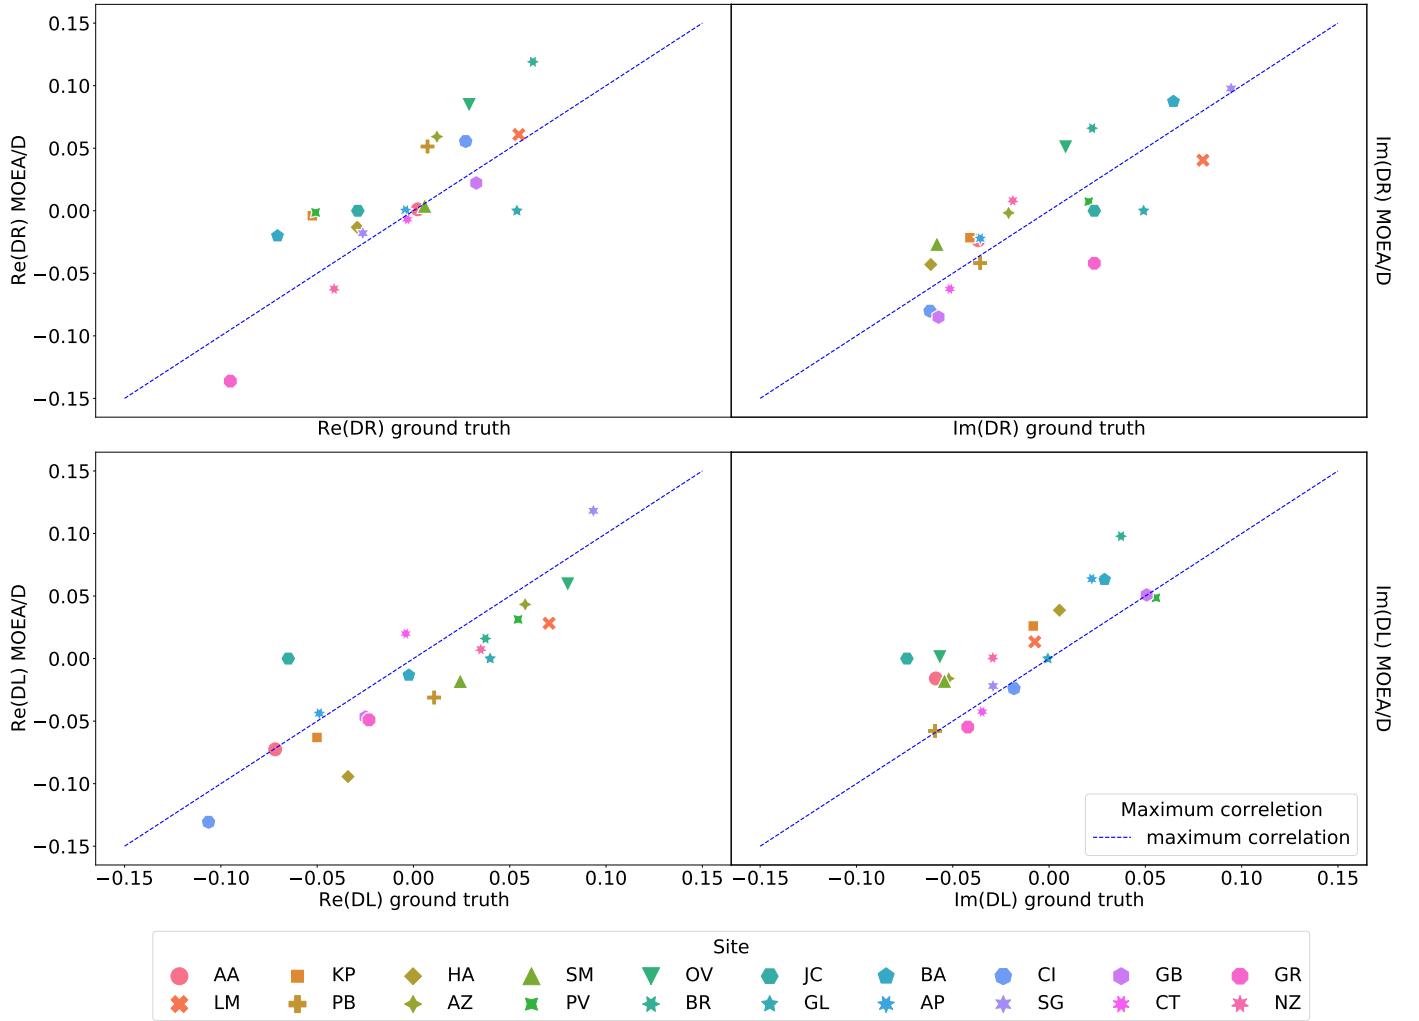 0.15
0.10
0.05
0.00
−0.05
−0.10
−0.15
Re(DR) MOEA/D
Im(DR) MOEA/D
Re(DR) ground truth
Im(DR) ground truth
0.15
0.10
0.05
0.00
−0.05
−0.10
−0.15
Re(DL) MOEA/D
Im(DL) MOEA/D
Maximum correletion
maximum correlation
−0.15 −0.10 −0.05 0.00 0.05 0.10 0.15
−0.15 −0.10 −0.05 0.00 0.05 0.10 0.15
Re(DL) ground truth
Im(DL) ground truth
Site
AA KP HA SM OV JC BA CI GB GR
LM PB AZ PV BR GL AP SG CT NZ